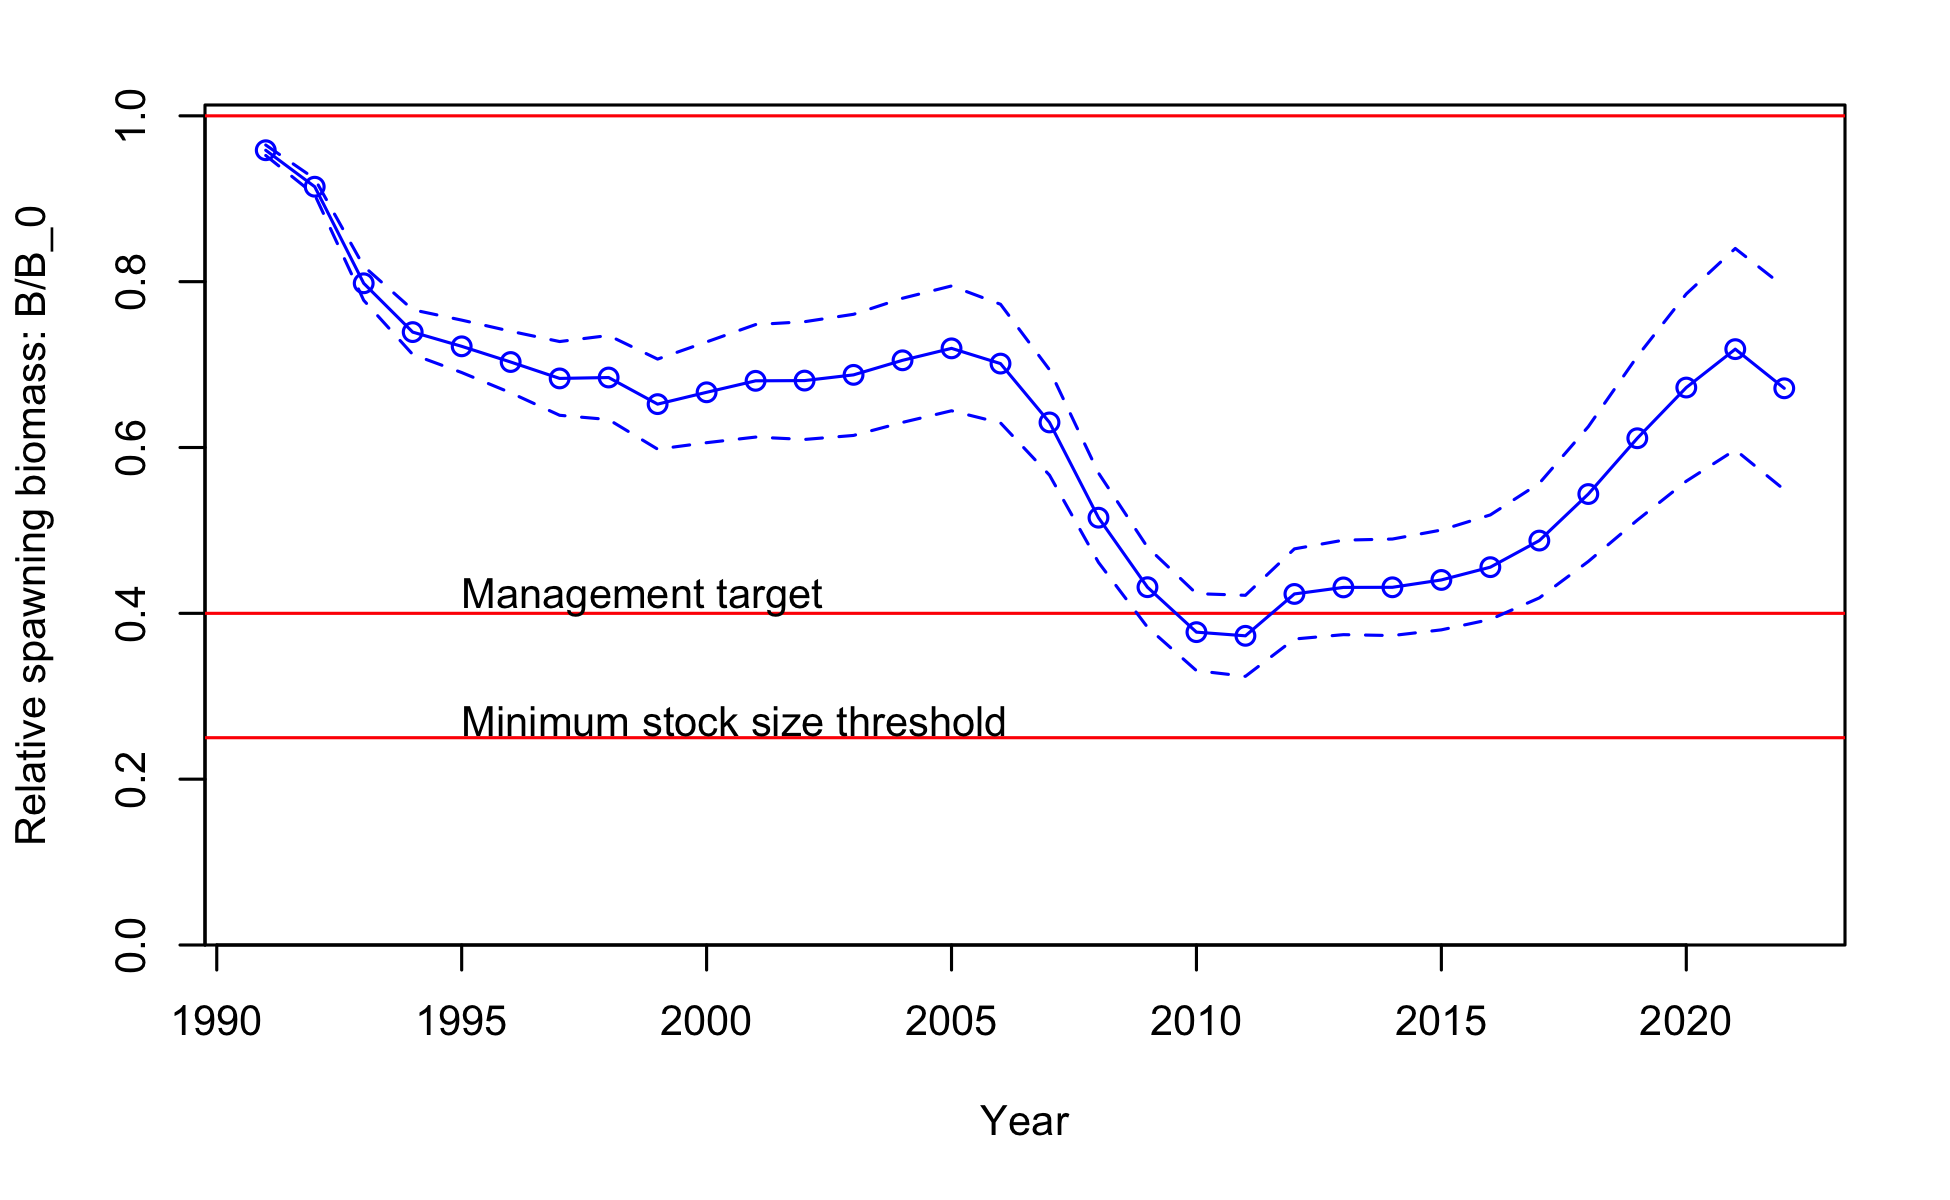 Relative spawning biomass: B/B_0
1.0
0.8
0.6
0.4
0.2
0.0
Management target
Minimum stock size threshold
1990 1995 2000 2005 2010 2015 2020
Year